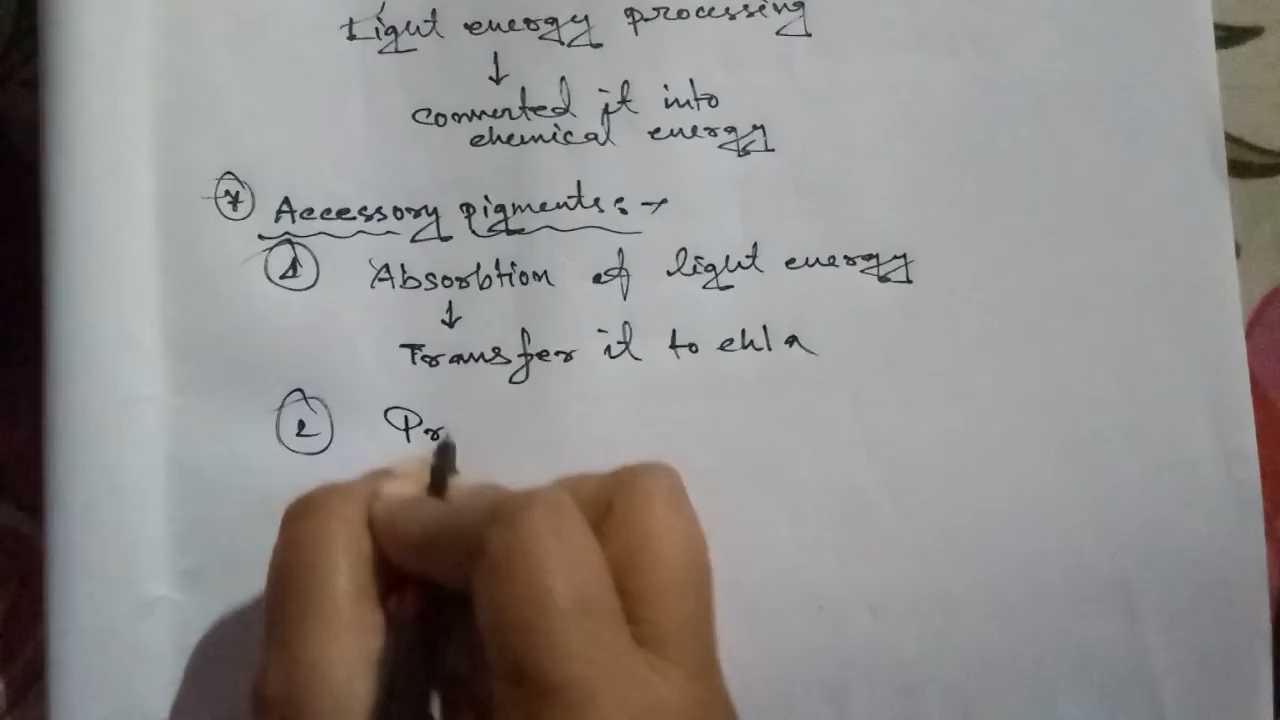 Light energy processing
↓
Converted it into
chemical energy
* Accessory pigments: →
1 Absorbtion of light energy
↓
Transfer it to chl a
2 Pr